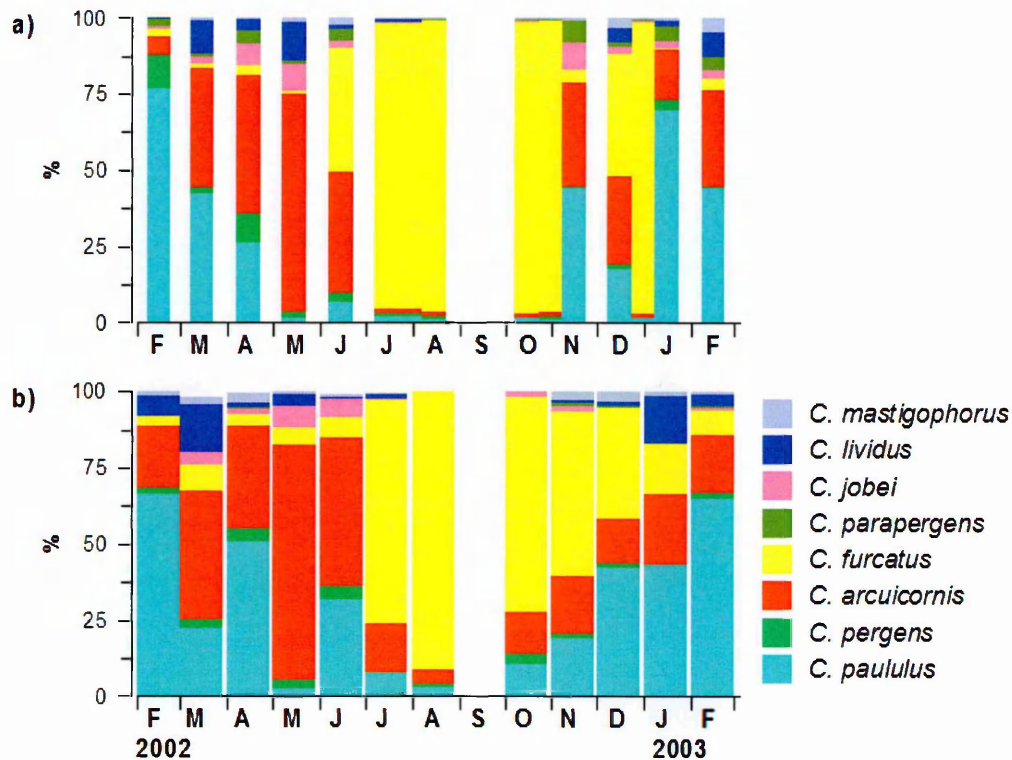 a)
100
75
50
25
0
%
F M A M J J A S O N D J F
b)
100
75
50
25
0
%
F M A M J J A S O N D J F
2002 2003
C. mastigophorus
C. lividus
C. jobei
C. parapergens
C. furcatus
C. arcuicornis
C. pergens
C. paululus